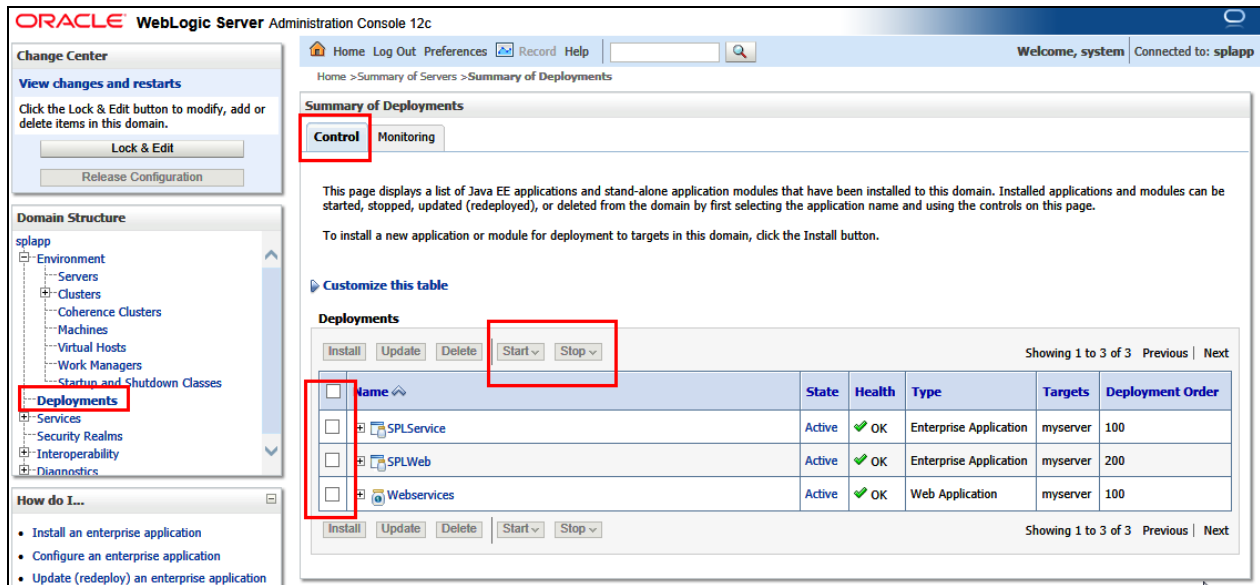 ORACLE WebLogic Server Administration Console 12c
Change Center
View changes and restarts
Click the Lock & Edit button to modify, add or
delete items in this domain.
Lock & Edit
Release Configuration
Domain Structure
splapp
Environment
Servers
Clusters
Coherence Clusters
Machines
Virtual Hosts
Work Managers
Startup and Shutdown Classes
Deployments
Services
Security Realms
Interoperability
Diagnostics
How do I...
Install an enterprise application
Configure an enterprise application
Update (redeploy) an enterprise application
Home Log Out Preferences Record Help
Welcome, system Connected to: splapp
Home >Summary of Servers >Summary of Deployments
Summary of Deployments
Control Monitoring
This page displays a list of Java EE applications and stand-alone application modules that have been installed to this domain. Installed applications and modules can be
started, stopped, updated (redeployed), or deleted from the domain by first selecting the application name and using the controls on this page.
To install a new application or module for deployment to targets in this domain, click the Install button.
Customize this table
Deployments
Install Update Delete Start Stop Showing 1 to 3 of 3 Previous | Next
Name State Health Type Targets Deployment Order
SPLService Active OK Enterprise Application myserver 100
SPLWeb Active OK Enterprise Application myserver 200
Webservices Active OK Web Application myserver 100
Install Update Delete Start Stop Showing 1 to 3 of 3 Previous | Next